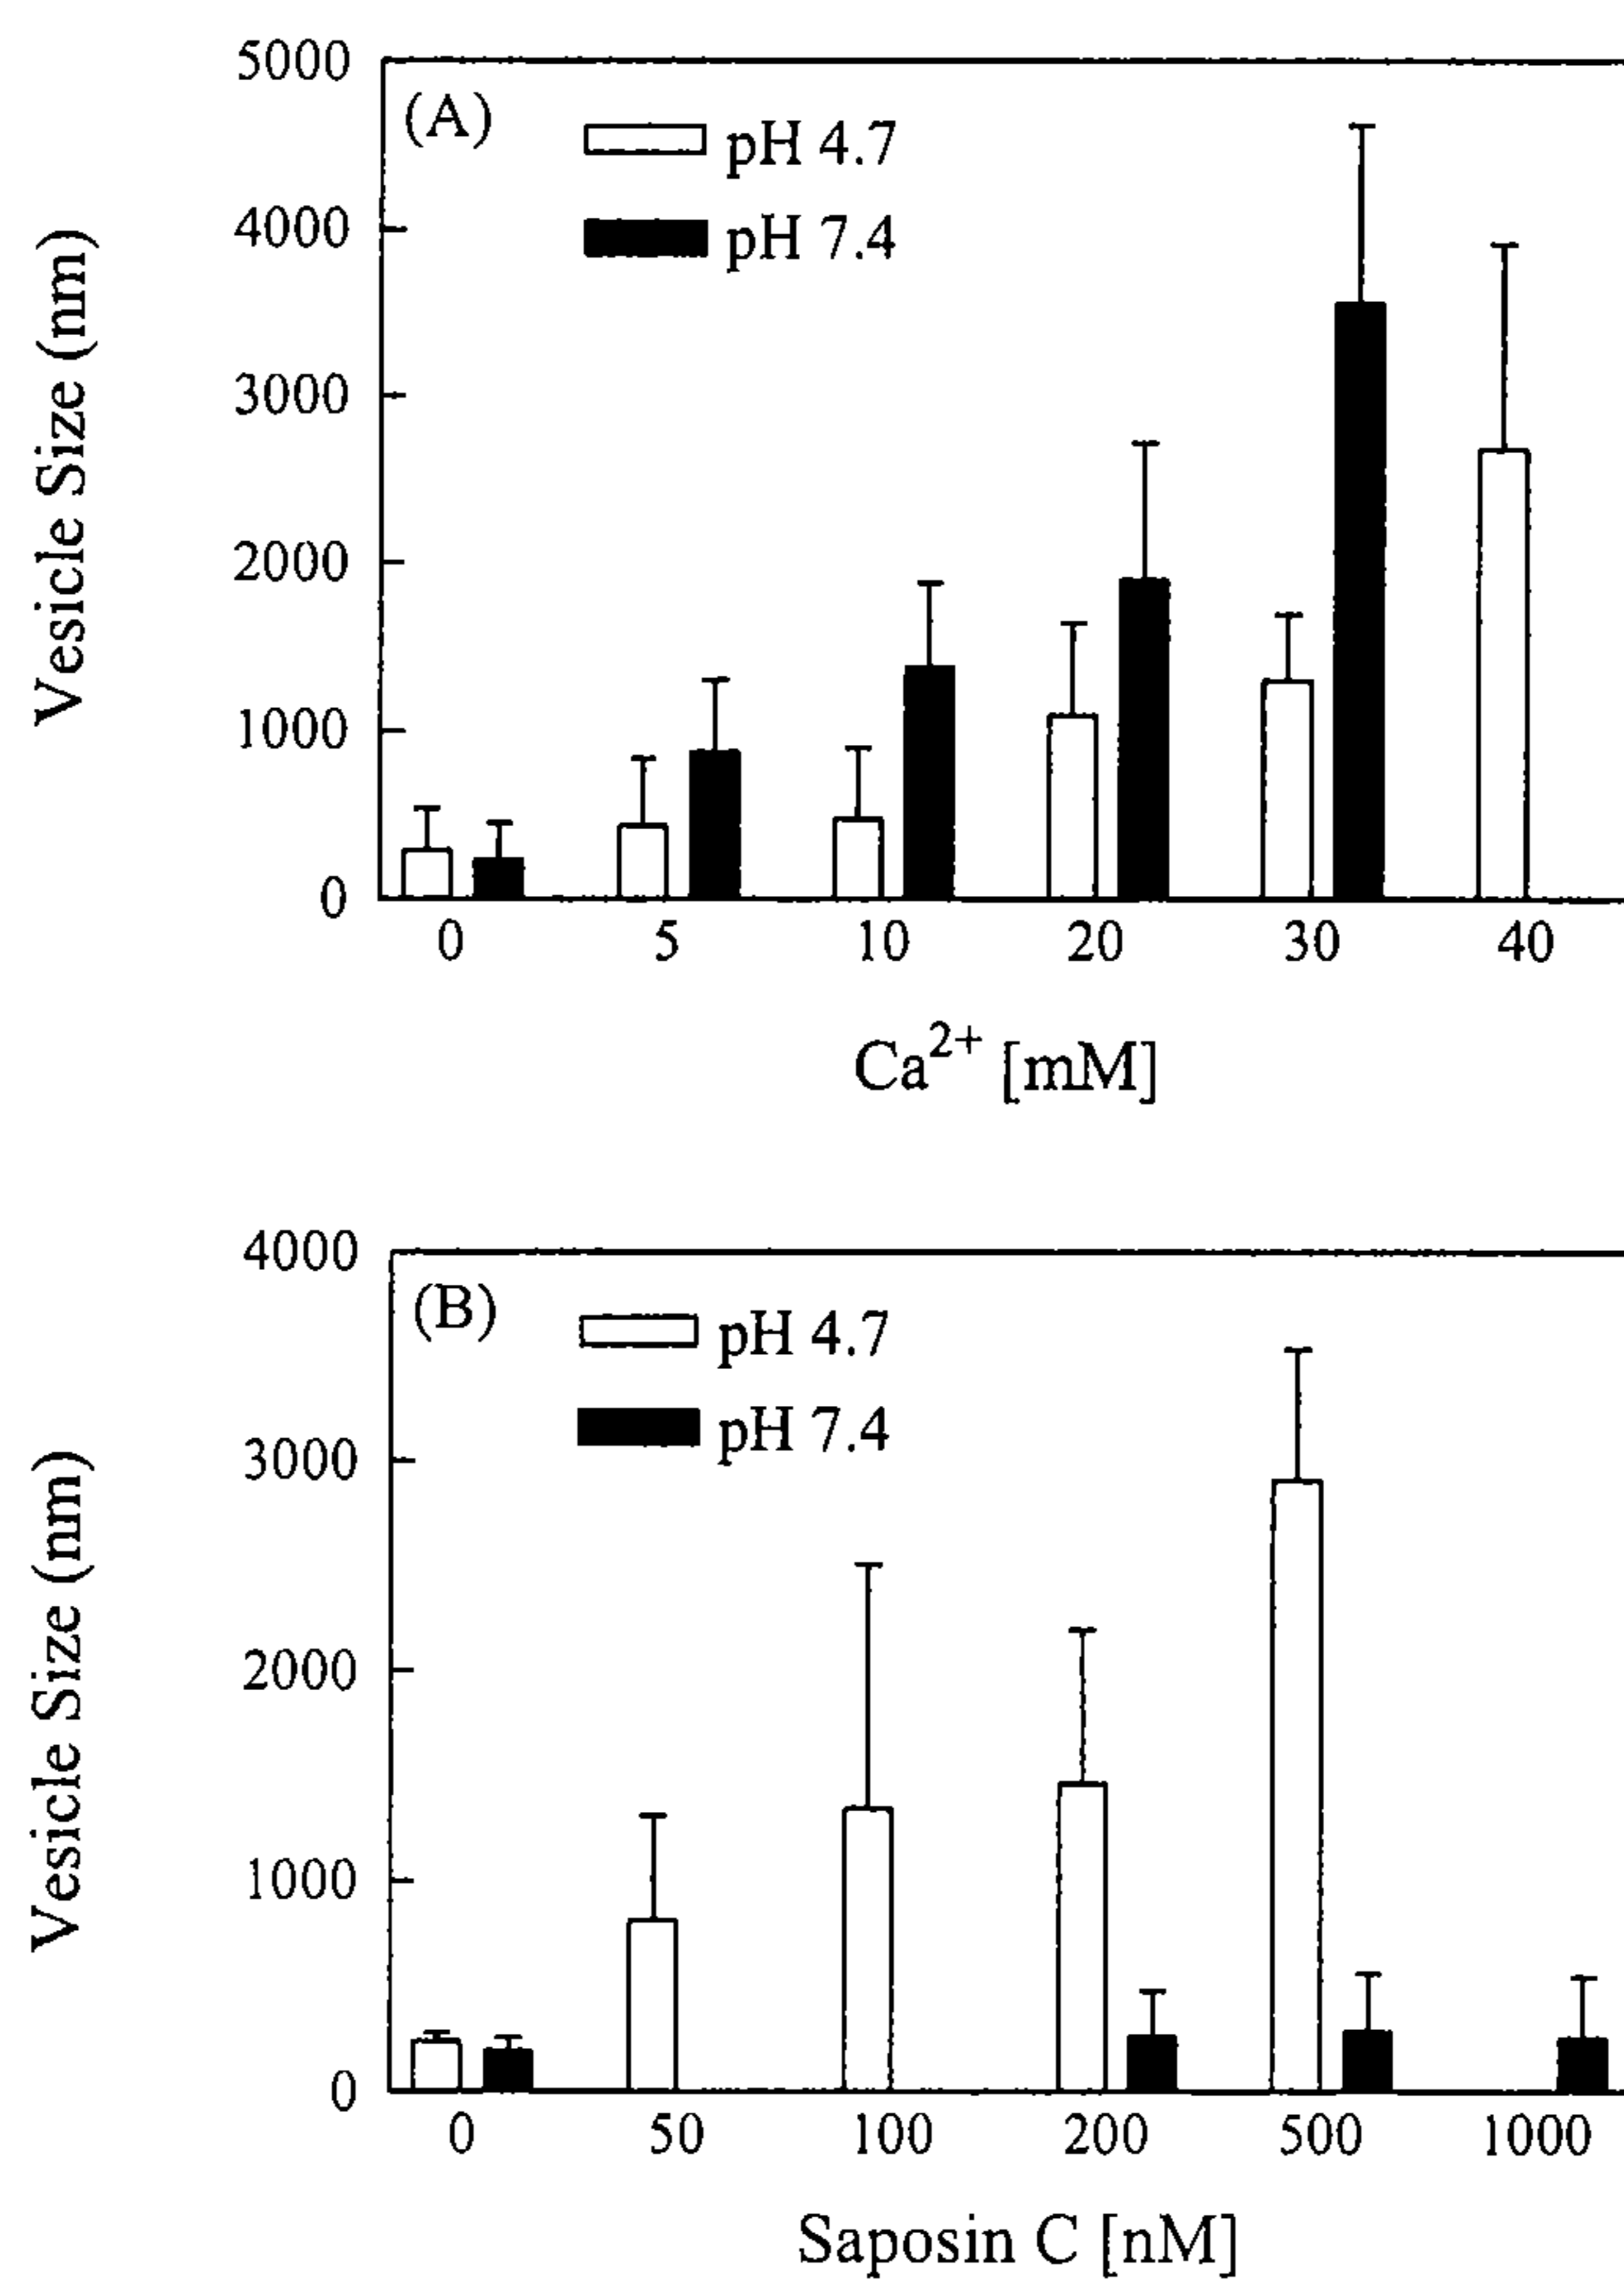 5000
(A)
pH 4.7
pH 7.4
4000
3000
2000
1000
0
Vesicle Size (nm)
0 5 10 20 30 40
Ca²⁺ [mM]
4000
(B)
pH 4.7
pH 7.4
3000
2000
1000
0
Vesicle Size (nm)
0 50 100 200 500 1000
Saposin C [nM]